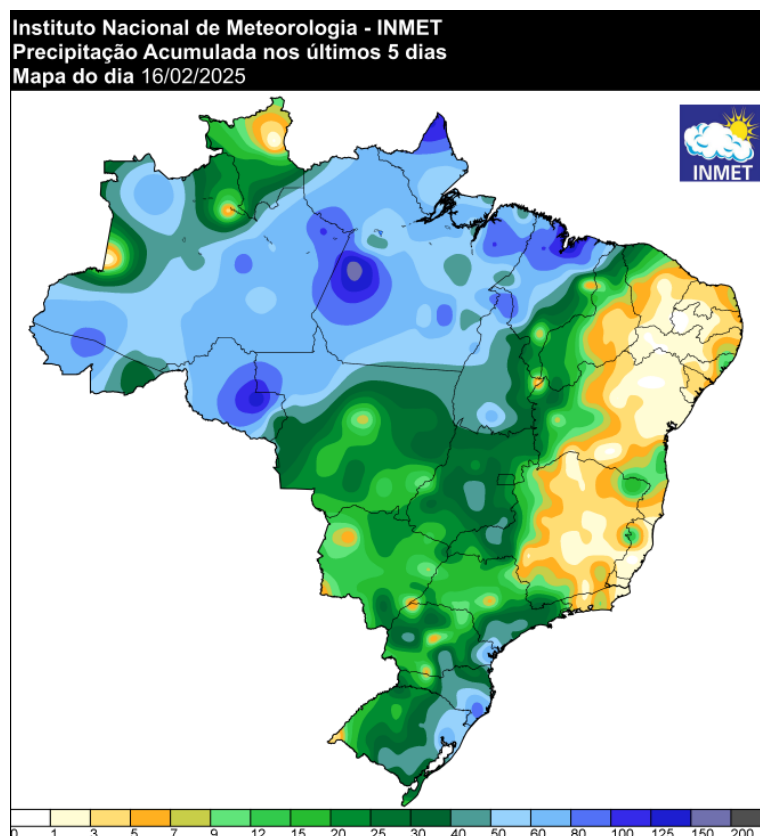 Instituto Nacional de Meteorologia - INMET
Precipitação Acumulada nos últimos 5 dias
Mapa do dia 16/02/2025
INMET
0 1 3 5 7 9 12 15 20 25 30 40 50 60 80 100 125 150 200